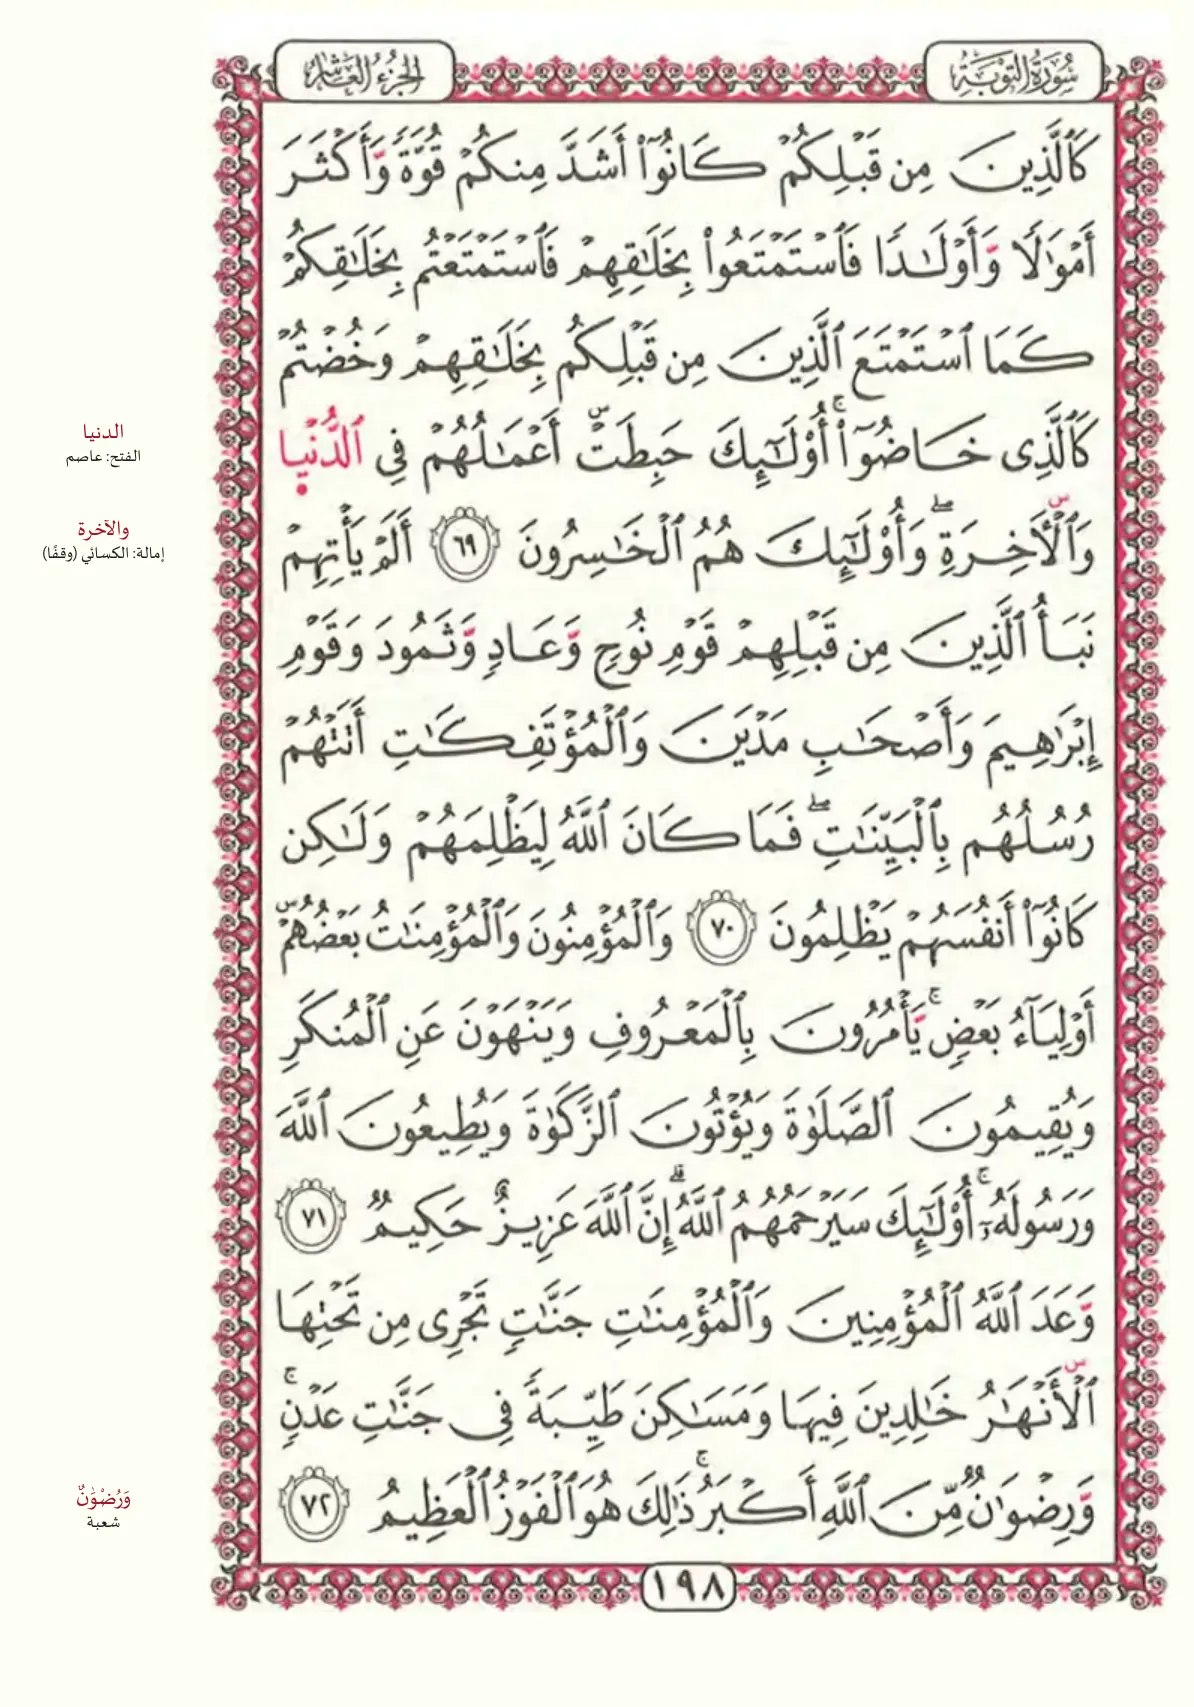 سُورَةُ التَّوْبَةِ
الجُزْءُ العَاشِرُ
كَٱلَّذِينَ مِن قَبْلِكُمْ كَانُوٓا۟ أَشَدَّ مِنكُمْ قُوَّةً وَّأَكْثَرَ
أَمْوَٰلًا وَّأَوْلَـٰدًا فَٱسْتَمْتَعُوا۟ بِخَلَـٰقِهِمْ فَٱسْتَمْتَعْتُم بِخَلَـٰقِكُمْ
كَمَا ٱسْتَمْتَعَ ٱلَّذِينَ مِن قَبْلِكُم بِخَلَـٰقِهِمْ وَخُضْتُمْ
كَٱلَّذِى خَاضُوٓا۟ ۚ أُو۟لَـٰٓئِكَ حَبِطَتْ أَعْمَـٰلُهُمْ فِى ٱلدُّنْيَا
وَٱلْـَٔاخِرَةِ ۖ وَأُو۟لَـٰٓئِكَ هُمُ ٱلْخَـٰسِرُونَ ٦٩ أَلَمْ يَأْتِهِمْ
نَبَأُ ٱلَّذِينَ مِن قَبْلِهِمْ قَوْمِ نُوحٍ وَّعَادٍ وَّثَمُودَ وَقَوْمِ
إِبْرَٰهِيمَ وَأَصْحَـٰبِ مَدْيَنَ وَٱلْمُؤْتَفِكَـٰتِ أَتَتْهُمْ
رُسُلُهُم بِٱلْبَيِّنَـٰتِ ۖ فَمَا كَانَ ٱللَّهُ لِيَظْلِمَهُمْ وَلَـٰكِن
كَانُوٓا۟ أَنفُسَهُمْ يَظْلِمُونَ ٧٠ وَٱلْمُؤْمِنُونَ وَٱلْمُؤْمِنَـٰتُ بَعْضُهُمْ
أَوْلِيَآءُ بَعْضٍ ۚ يَّأْمُرُونَ بِٱلْمَعْرُوفِ وَيَنْهَوْنَ عَنِ ٱلْمُنكَرِ
وَيُقِيمُونَ ٱلصَّلَوٰةَ وَيُؤْتُونَ ٱلزَّكَوٰةَ وَيُطِيعُونَ ٱللَّهَ
وَرَسُولَهُۥٓ ۚ أُو۟لَـٰٓئِكَ سَيَرْحَمُهُمُ ٱللَّهُ ۗ إِنَّ ٱللَّهَ عَزِيزٌ حَكِيمٌ ٧١
وَّعَدَ ٱللَّهُ ٱلْمُؤْمِنِينَ وَٱلْمُؤْمِنَـٰتِ جَنَّـٰتٍ تَجْرِى مِن تَحْتِهَا
ٱلْأَنْهَـٰرُ خَـٰلِدِينَ فِيهَا وَمَسَـٰكِنَ طَيِّبَةً فِى جَنَّـٰتِ عَدْنٍ ۚ
وَّرِضْوَٰنٌ مِّنَ ٱللَّهِ أَكْبَرُ ۚ ذَٰلِكَ هُوَ ٱلْفَوْزُ ٱلْعَظِيمُ ٧٢
الدنيا
الفتح: عاصم
والآخرة
إمالة: الكسائي (وقفًا)
وَرُضْوَٰنٌ
شعبة
١٩٨